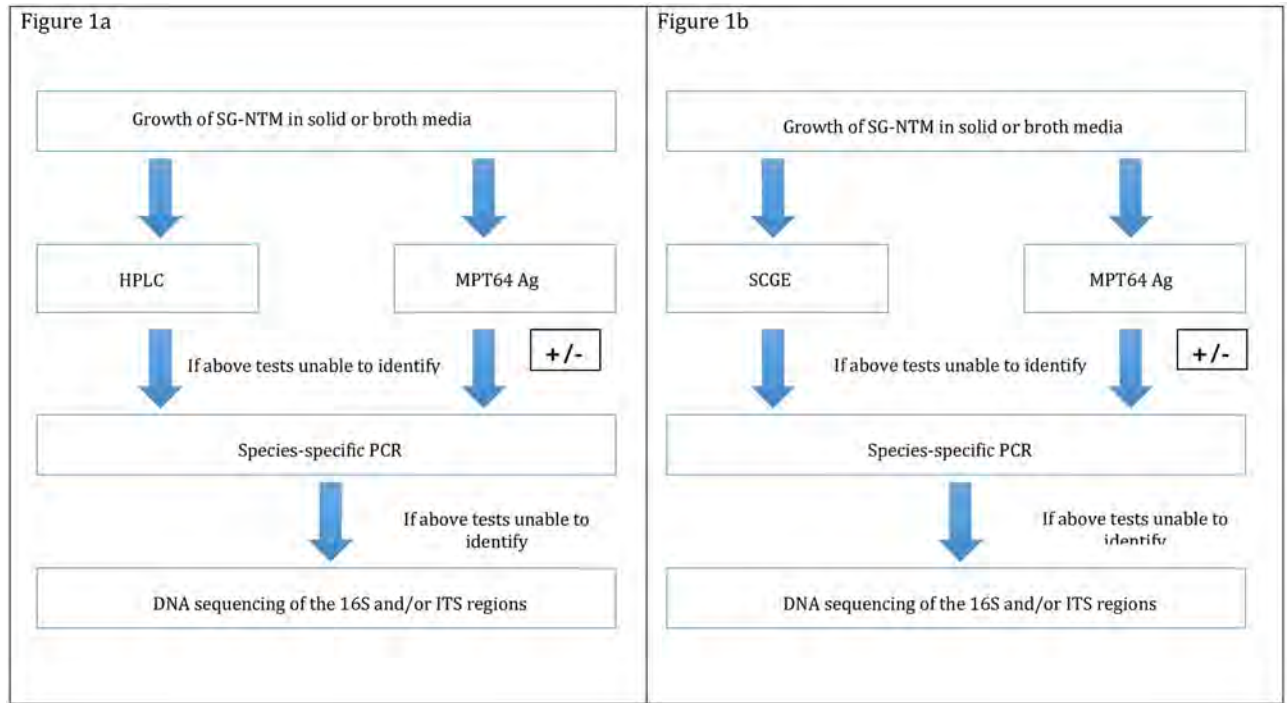 Figure 1a
Growth of SG-NTM in solid or broth media
HPLC
MPT64 Ag
If above tests unable to identify
+/-
Species-specific PCR
If above tests unable to
identify
DNA sequencing of the 16S and/or ITS regions
Figure 1b
Growth of SG-NTM in solid or broth media
SCGE
MPT64 Ag
If above tests unable to identify
+/-
Species-specific PCR
If above tests unable to
identify
DNA sequencing of the 16S and/or ITS regions